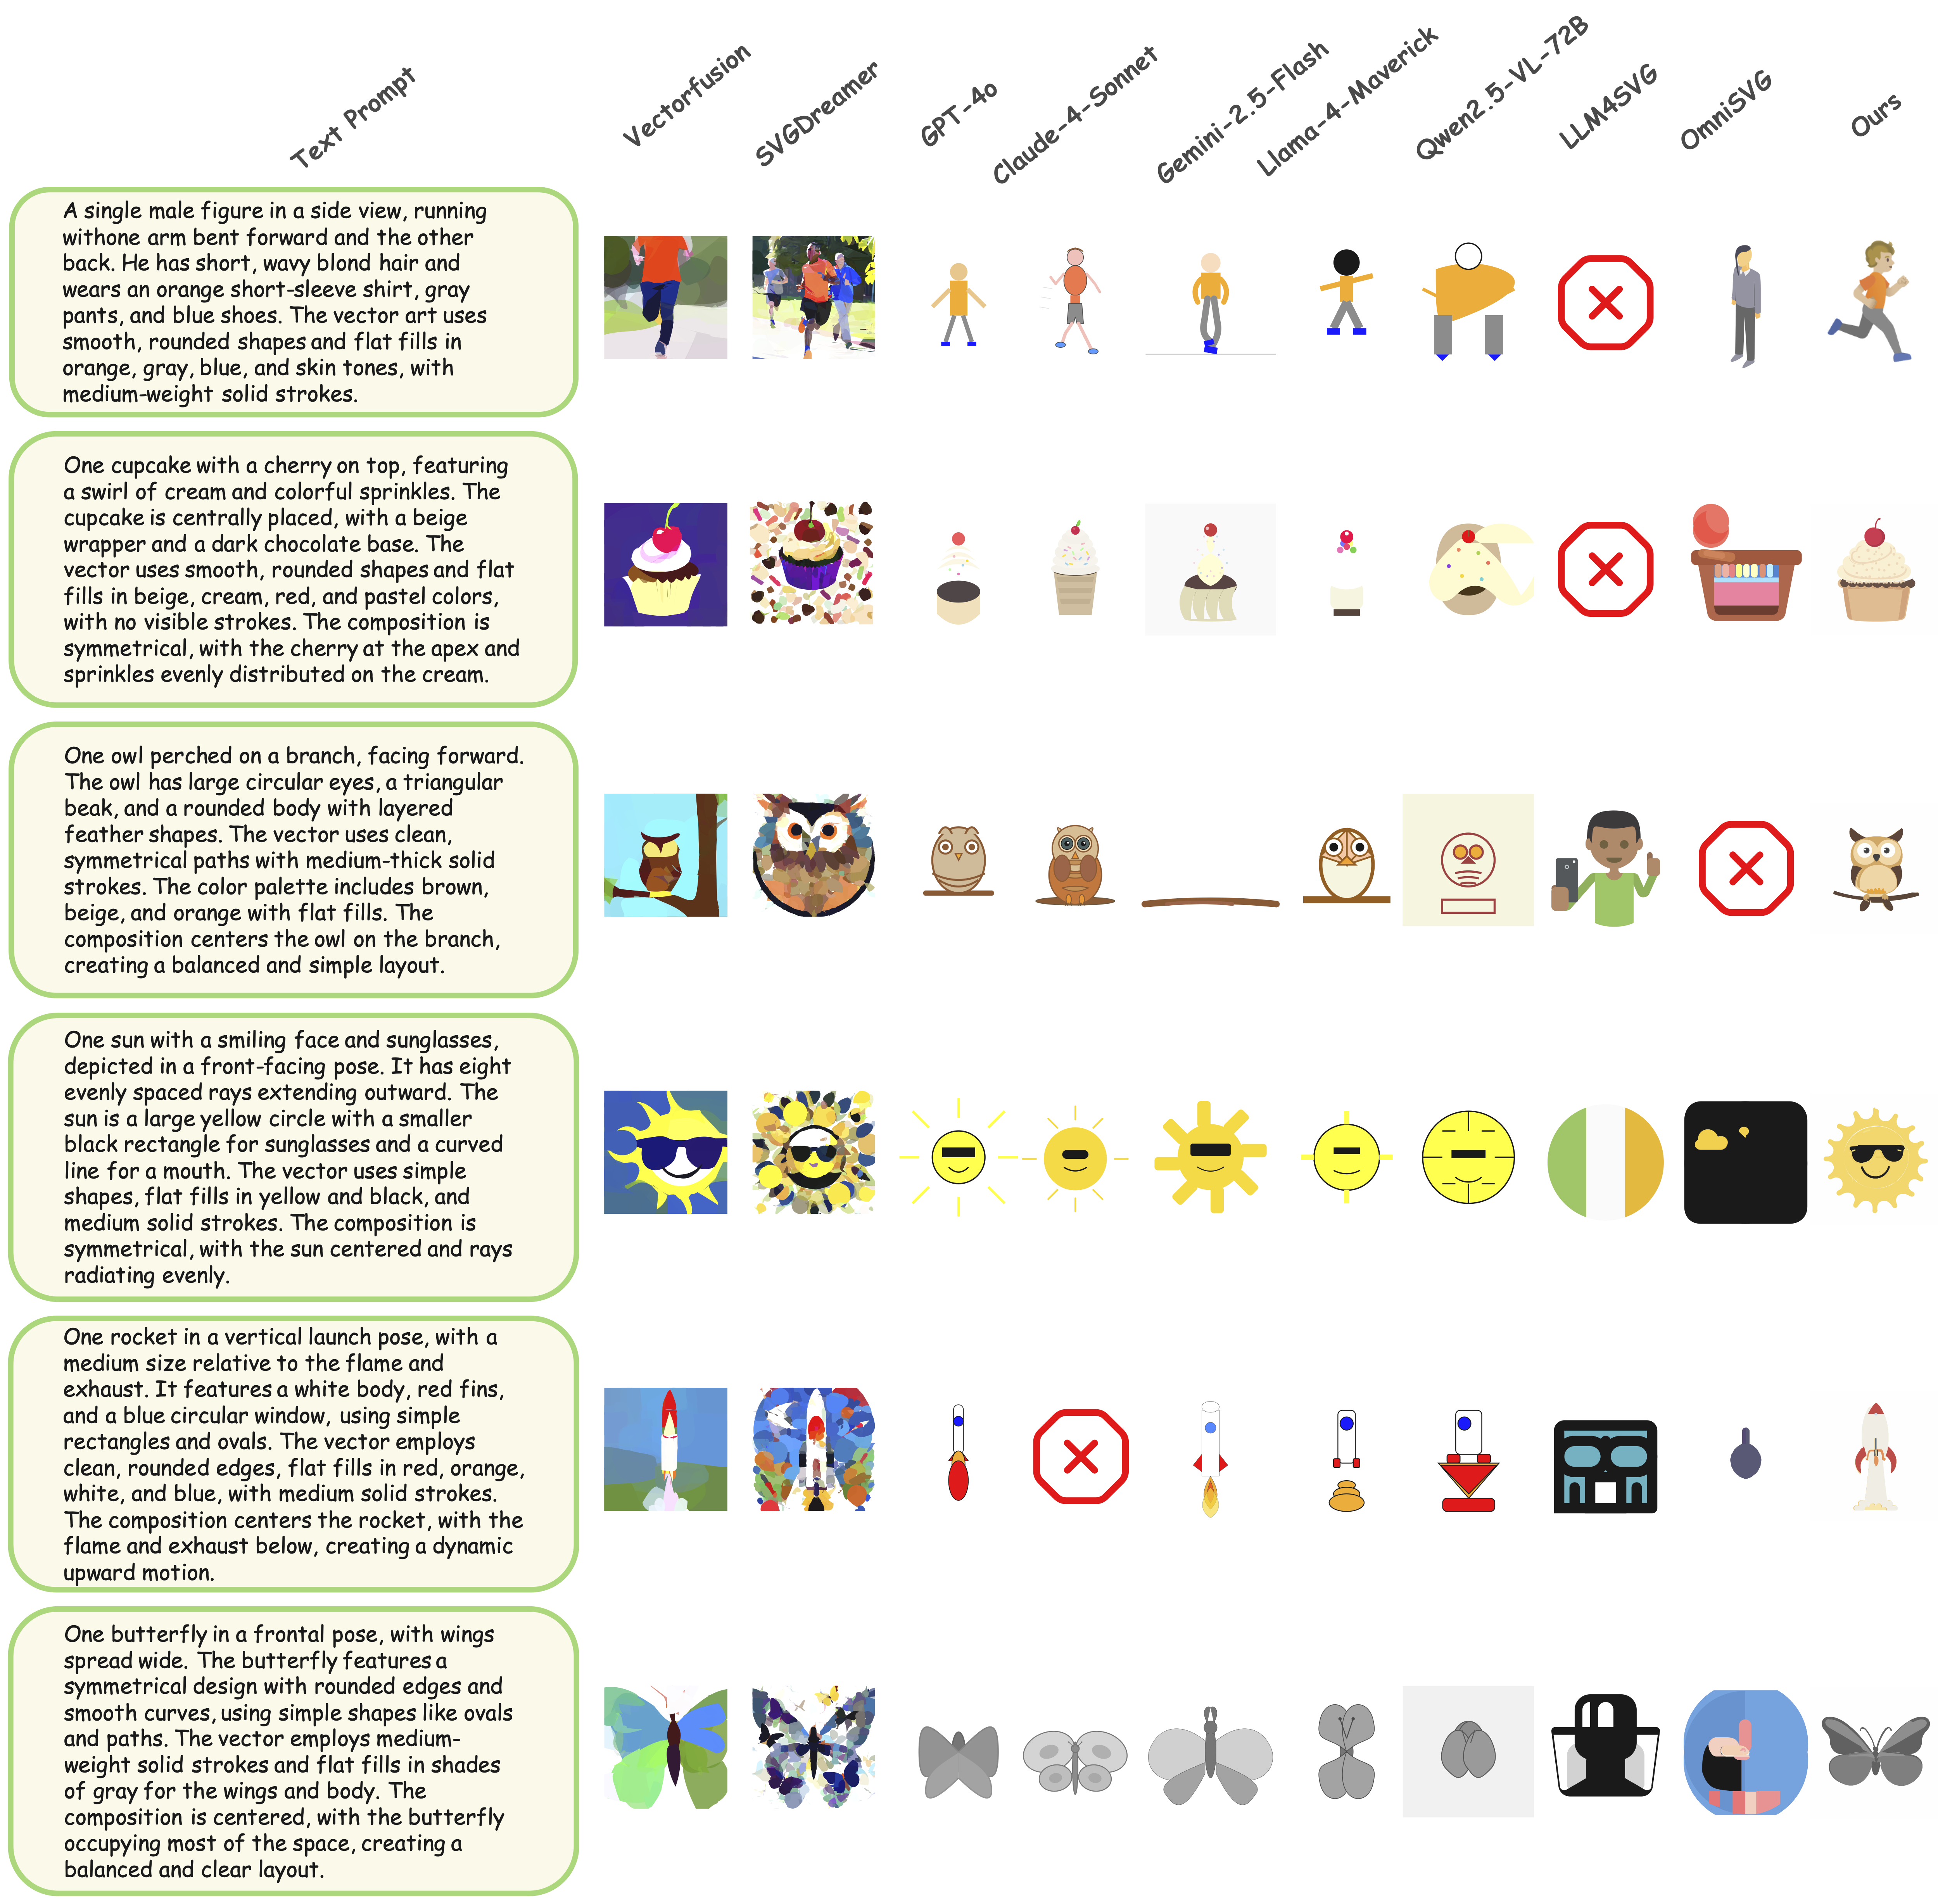 Text Prompt
Vectorfusion
SVGDreamer
GPT-4o
Claude-4-Sonnet
Gemini-2.5-Flash
Llama-4-Maverick
Qwen2.5-VL-72B
LLM4SVG
OmniSVG
Ours
A single male figure in a side view, running
withone arm bent forward and the other
back. He has short, wavy blond hair and
wears an orange short-sleeve shirt, gray
pants, and blue shoes. The vector art uses
smooth, rounded shapes and flat fills in
orange, gray, blue, and skin tones, with
medium-weight solid strokes.
One cupcake with a cherry on top, featuring
a swirl of cream and colorful sprinkles. The
cupcake is centrally placed, with a beige
wrapper and a dark chocolate base. The
vector uses smooth, rounded shapes and flat
fills in beige, cream, red, and pastel colors,
with no visible strokes. The composition is
symmetrical, with the cherry at the apex and
sprinkles evenly distributed on the cream.
One owl perched on a branch, facing forward.
The owl has large circular eyes, a triangular
beak, and a rounded body with layered
feather shapes. The vector uses clean,
symmetrical paths with medium-thick solid
strokes. The color palette includes brown,
beige, and orange with flat fills. The
composition centers the owl on the branch,
creating a balanced and simple layout.
One sun with a smiling face and sunglasses,
depicted in a front-facing pose. It has eight
evenly spaced rays extending outward. The
sun is a large yellow circle with a smaller
black rectangle for sunglasses and a curved
line for a mouth. The vector uses simple
shapes, flat fills in yellow and black, and
medium solid strokes. The composition is
symmetrical, with the sun centered and rays
radiating evenly.
One rocket in a vertical launch pose, with a
medium size relative to the flame and
exhaust. It features a white body, red fins,
and a blue circular window, using simple
rectangles and ovals. The vector employs
clean, rounded edges, flat fills in red, orange,
white, and blue, with medium solid strokes.
The composition centers the rocket, with the
flame and exhaust below, creating a dynamic
upward motion.
One butterfly in a frontal pose, with wings
spread wide. The butterfly features a
symmetrical design with rounded edges and
smooth curves, using simple shapes like ovals
and paths. The vector employs medium-
weight solid strokes and flat fills in shades
of gray for the wings and body. The
composition is centered, with the butterfly
occupying most of the space, creating a
balanced and clear layout.